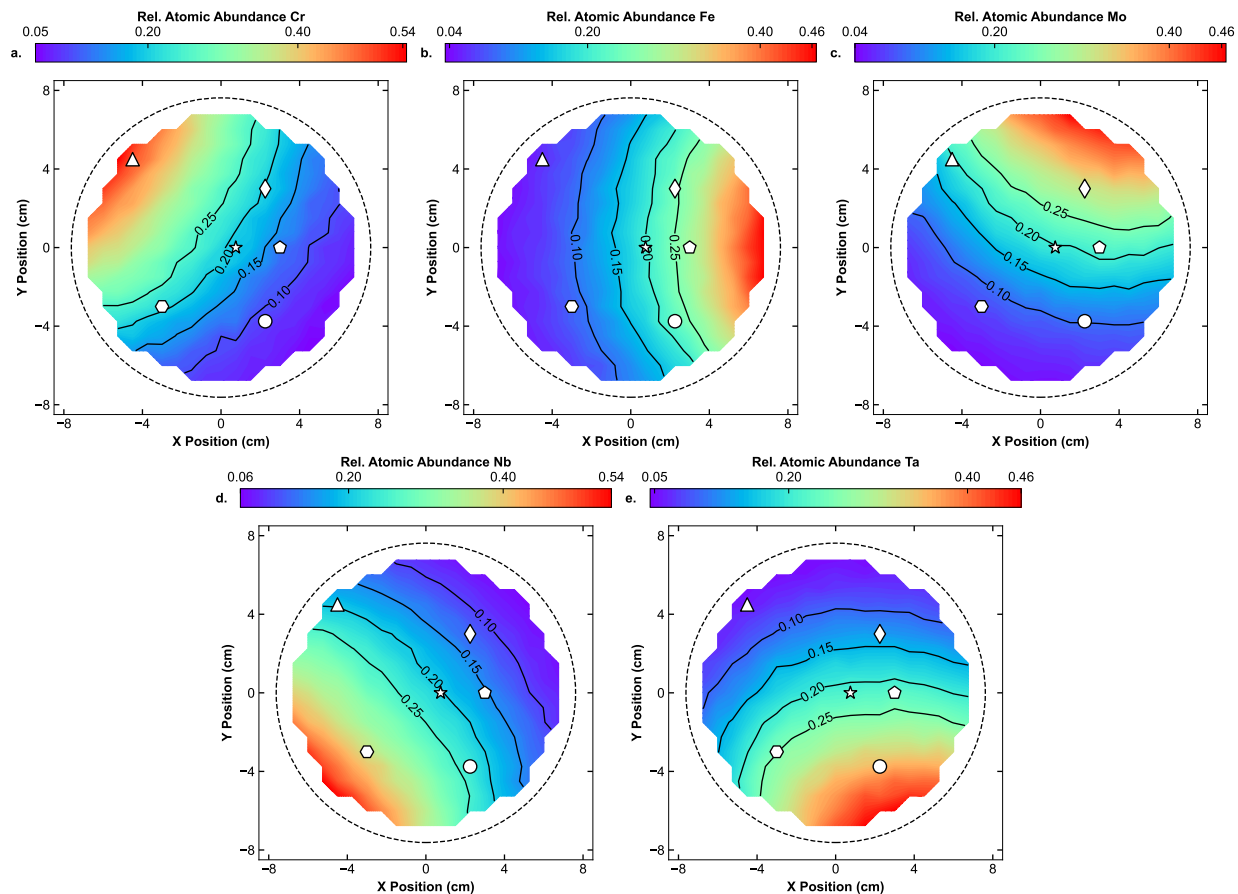 Rel. Atomic Abundance Cr
0.05 0.20 0.40 0.54
a.
8
4
0
−4
−8
Y Position (cm)
0.25
0.20
0.15
0.10
−8 −4 0 4 8
X Position (cm)
Rel. Atomic Abundance Fe
0.04 0.20 0.40 0.46
b.
8
4
0
−4
−8
Y Position (cm)
0.10
0.15
0.20
0.25
−8 −4 0 4 8
X Position (cm)
Rel. Atomic Abundance Mo
0.04 0.20 0.40 0.46
c.
8
4
0
−4
−8
Y Position (cm)
0.25
0.20
0.15
0.10
−8 −4 0 4 8
X Position (cm)
Rel. Atomic Abundance Nb
0.06 0.20 0.40 0.54
d.
8
4
0
−4
−8
Y Position (cm)
0.10
0.15
0.20
0.25
−8 −4 0 4 8
X Position (cm)
Rel. Atomic Abundance Ta
0.05 0.20 0.40 0.46
e.
8
4
0
−4
−8
Y Position (cm)
0.10
0.15
0.20
0.25
−8 −4 0 4 8
X Position (cm)